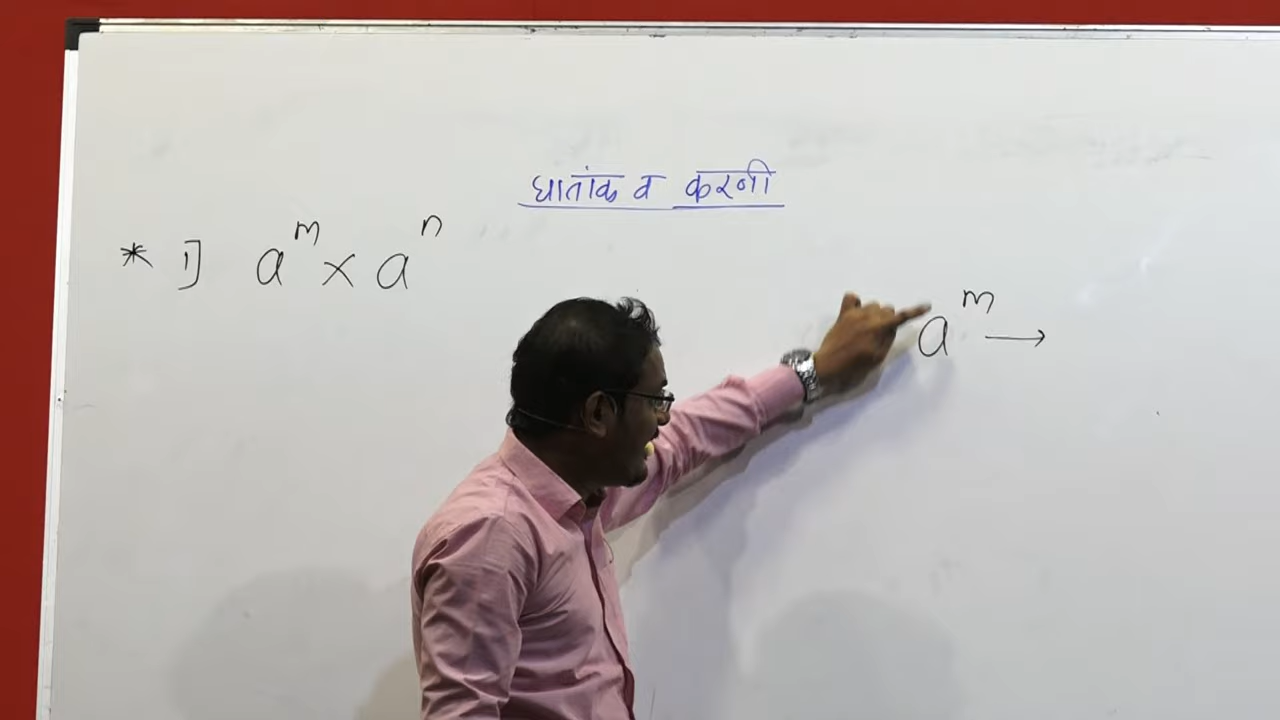 घातांक व करणी
* 1] a^m × a^n
a^m →